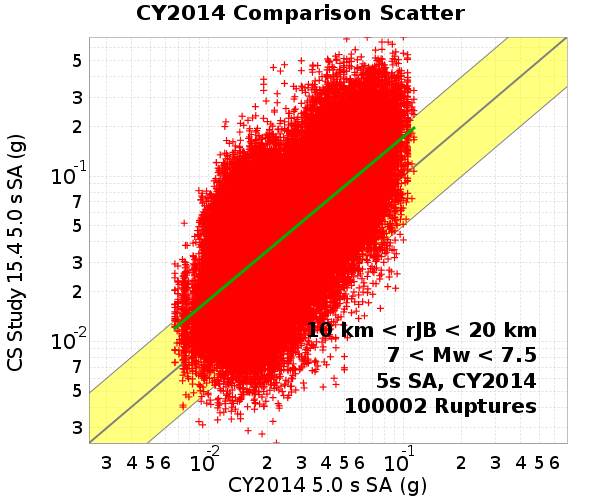 CY2014 Comparison Scatter
CS Study 15.4 5.0 s SA (g)
5
3
2
10-1
7
5
3
2
10-2
7
5
3
10 km < rJB < 20 km
7 < Mw < 7.5
5s SA, CY2014
100002 Ruptures
3 4 5 6 10-2 2 3 4 5 6 10-1 2 3 4 5 6
CY2014 5.0 s SA (g)